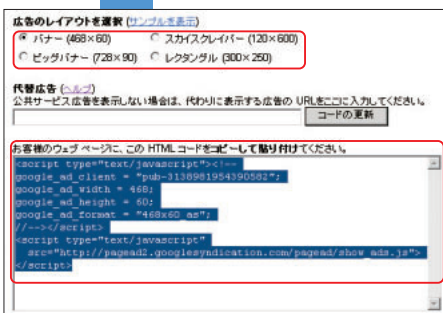 広告のレイアウトを選択 (サンプルを表示)
バナー (468×60) スカイスクレイパー (120×600)
ビッグバナー (728×90) レクタングル (300×250)
代替広告 (ヘルプ)
公共サービス広告を表示しない場合は、代わりに表示する広告の URLをここに入力してください。
コードの更新
お客様のウェブ ページに、この HTML コードをコピーして貼り付けてください。
<script type="text/javascript"><!--
google_ad_client = "pub-3138981954390582";
google_ad_width = 468;
google_ad_height = 60;
google_ad_format = "468x60_as";
//--></script>
<script type="text/javascript"
src="http://pagead2.googlesyndication.com/pagead/show_ads.js">
</script>